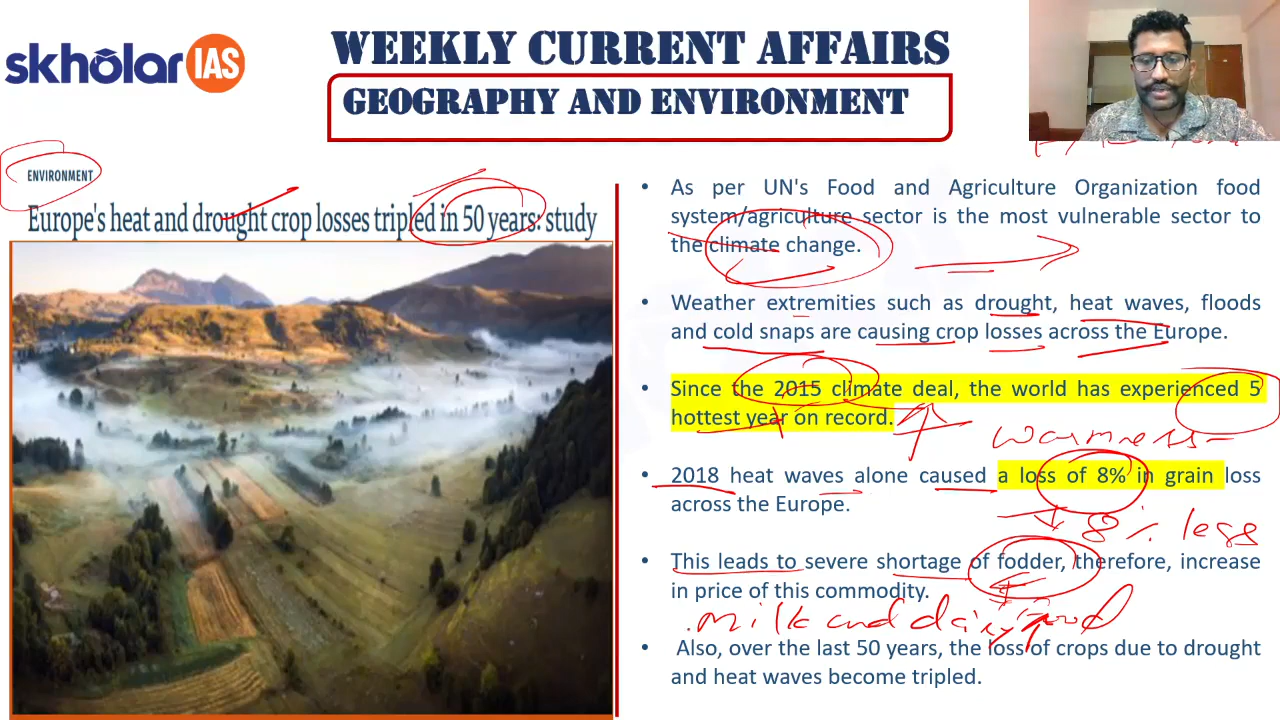 skholar IAS
WEEKLY CURRENT AFFAIRS
GEOGRAPHY AND ENVIRONMENT
ENVIRONMENT
Europe's heat and drought crop losses tripled in 50 years: study
• As per UN's Food and Agriculture Organization food
system/agriculture sector is the most vulnerable sector to
the climate change.
• Weather extremities such as drought, heat waves, floods
and cold snaps are causing crop losses across the Europe.
• Since the 2015 climate deal, the world has experienced 5
hottest year on record.
warmness
• 2018 heat waves alone caused a loss of 8% in grain loss
across the Europe.
8% less
• This leads to severe shortage of fodder, therefore, increase
in price of this commodity.
milk and dairy
• Also, over the last 50 years, the loss of crops due to drought
and heat waves become tripled.